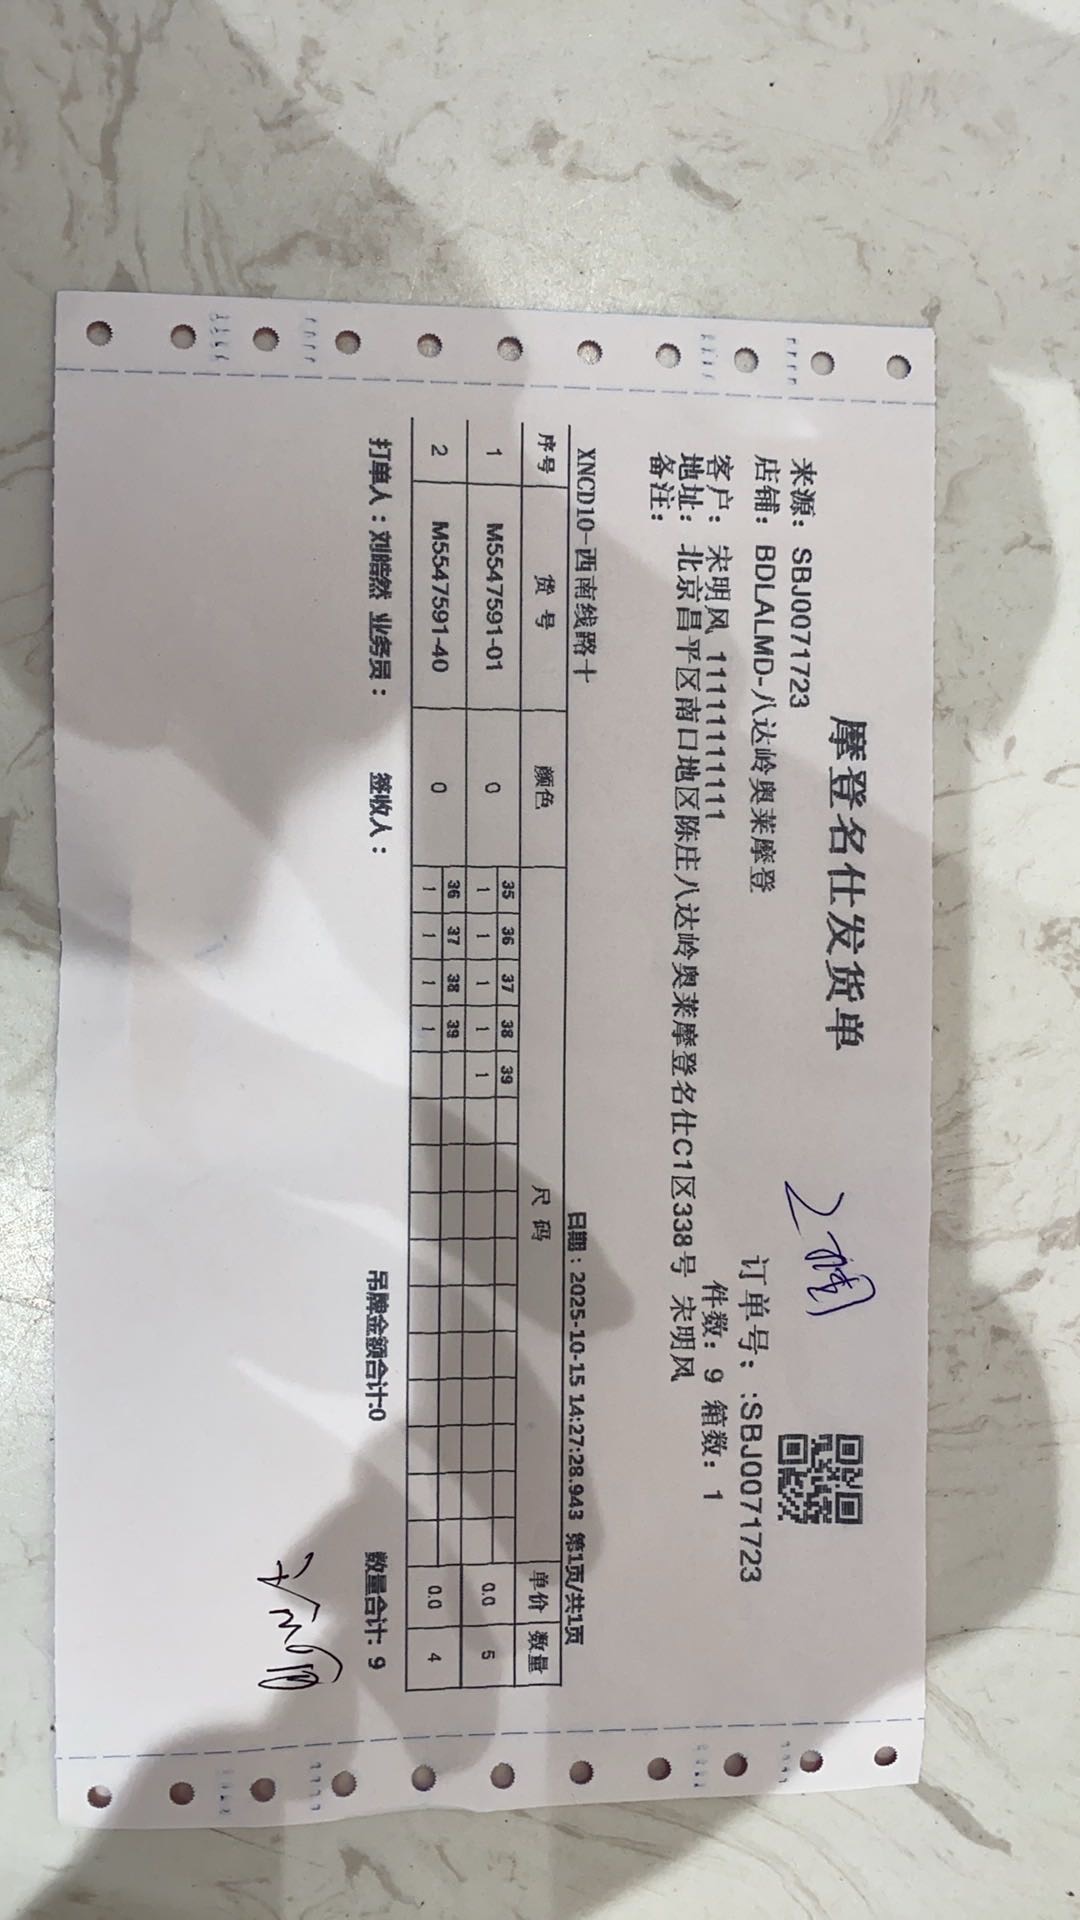 摩登名仕发货单
来源: SBJ0071723 订单号: :SBJ0071723
店铺: BDLALMD-八达岭奥莱摩登 件数: 9 箱数: 1
客户: 宋明风 11111111111
地址: 北京昌平区南口地区陈庄八达岭奥莱摩登名仕C1区338号 宋明风
备注:
XNCD10-西南线路十 日期：2025-10-15 14:27:28.943 第1页/共1页
序号 货号 颜色 尺码 单价 数量
35 36 37 38 39
1 M5547591-01 0 1 1 1 1 1 0.0 5
36 37 38 39
2 M5547591-40 0 1 1 1 1 0.0 4
打单人：刘皓然 业务员： 签收人： 吊牌金额合计:0 数量合计: 9